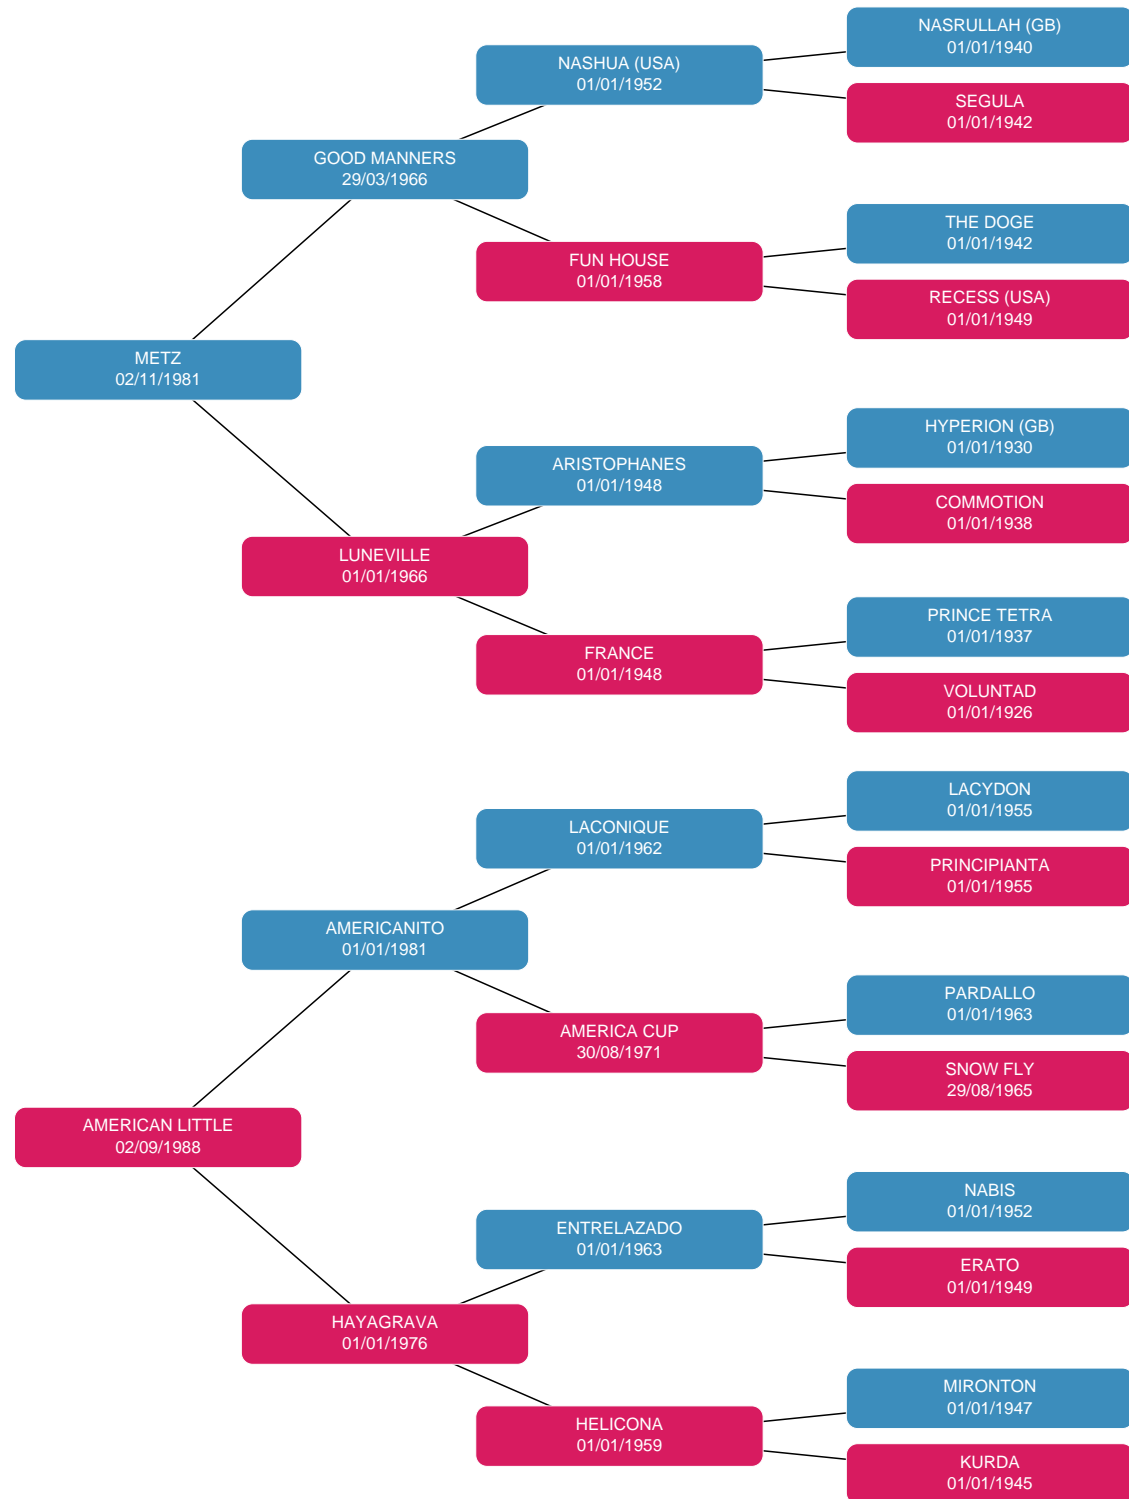 NASRULLAH (GB)
01/01/1940
NASHUA (USA)
01/01/1952
SEGULA
01/01/1942
GOOD MANNERS
29/03/1966
THE DOGE
01/01/1942
FUN HOUSE
01/01/1958
RECESS (USA)
01/01/1949
METZ
02/11/1981
HYPERION (GB)
01/01/1930
ARISTOPHANES
01/01/1948
COMMOTION
01/01/1938
LUNEVILLE
01/01/1966
PRINCE TETRA
01/01/1937
FRANCE
01/01/1948
VOLUNTAD
01/01/1926
LACYDON
01/01/1955
LACONIQUE
01/01/1962
PRINCIPIANTA
01/01/1955
AMERICANITO
01/01/1981
PARDALLO
01/01/1963
AMERICA CUP
30/08/1971
SNOW FLY
29/08/1965
AMERICAN LITTLE
02/09/1988
NABIS
01/01/1952
ENTRELAZADO
01/01/1963
ERATO
01/01/1949
HAYAGRAVA
01/01/1976
MIRONTON
01/01/1947
HELICONA
01/01/1959
KURDA
01/01/1945